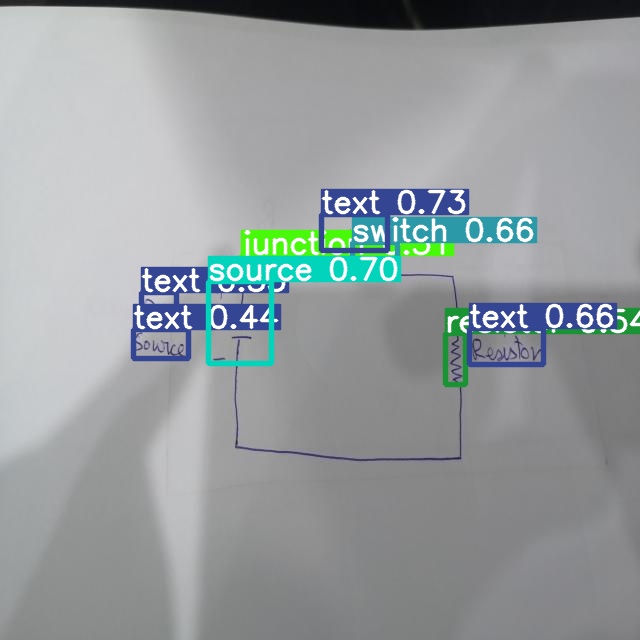 text 0.73
switch 0.66
source 0.70
text 0.44
text 0.66
Source
Resistor